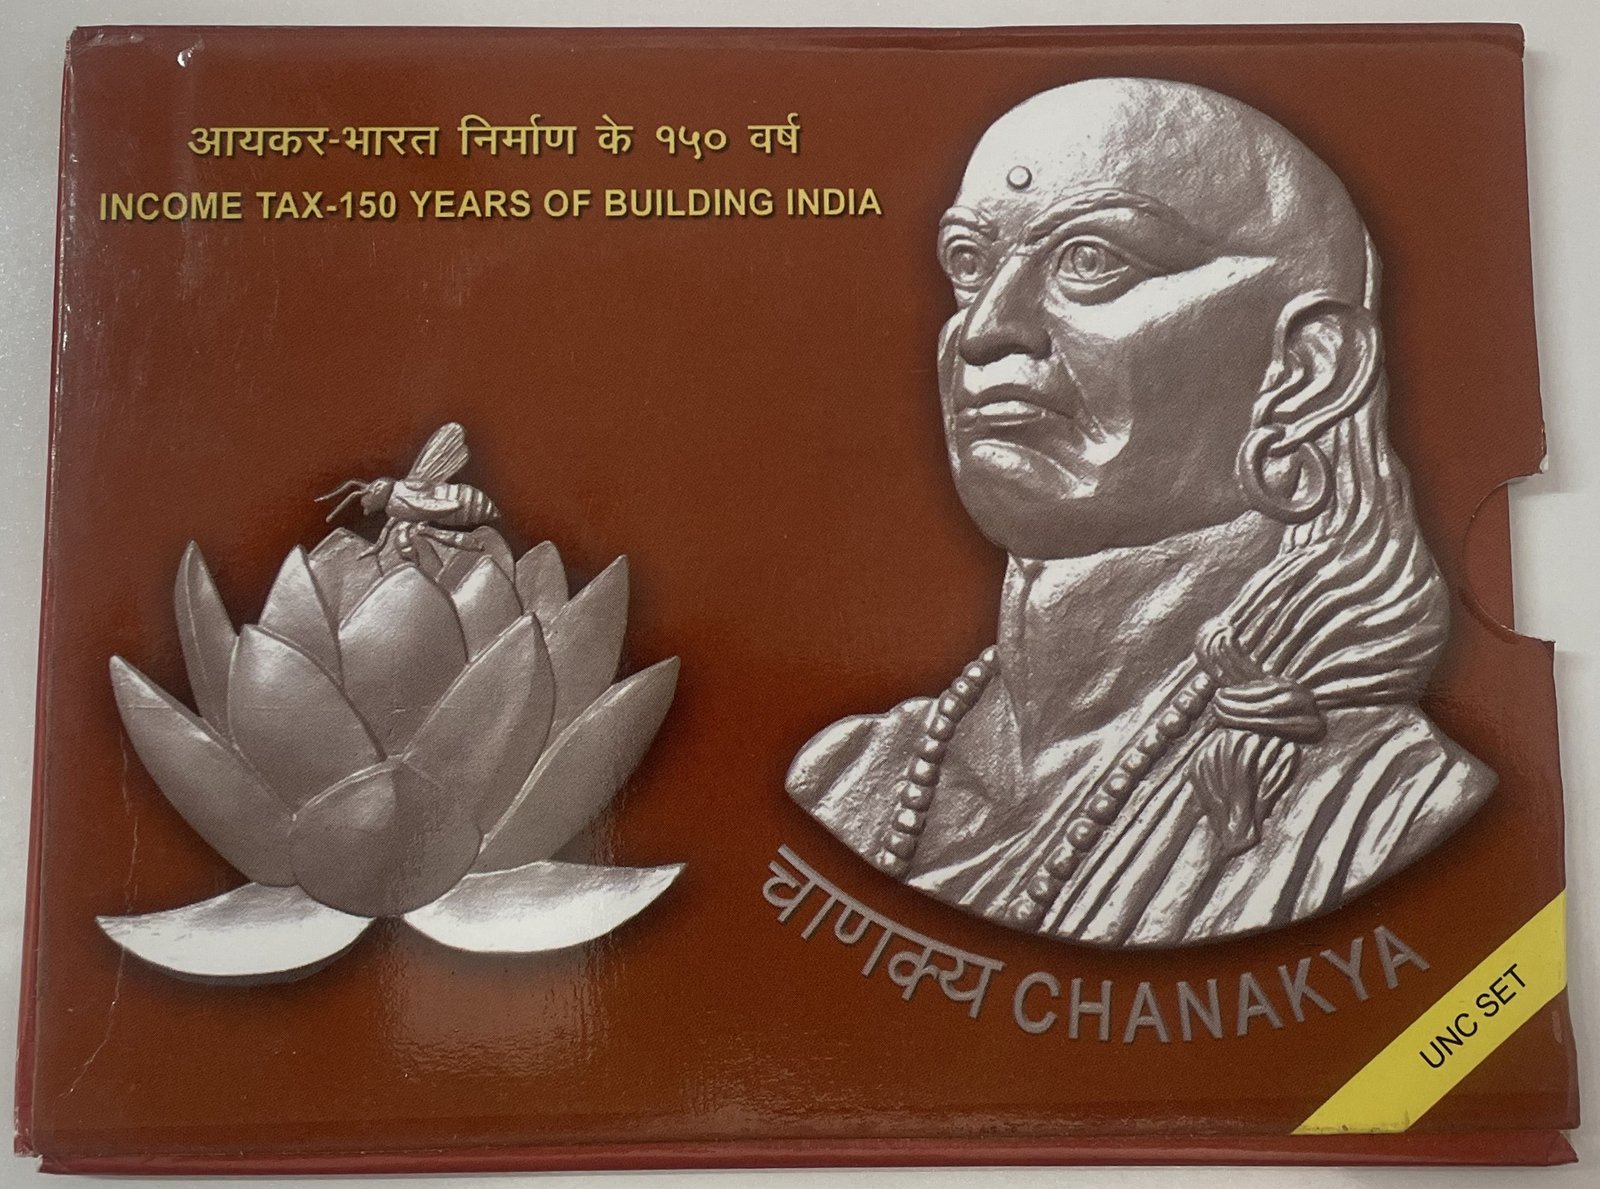 आयकर-भारत निर्माण के १५० वर्ष
INCOME TAX-150 YEARS OF BUILDING INDIA
चाणक्य CHANAKYA
UNC SET